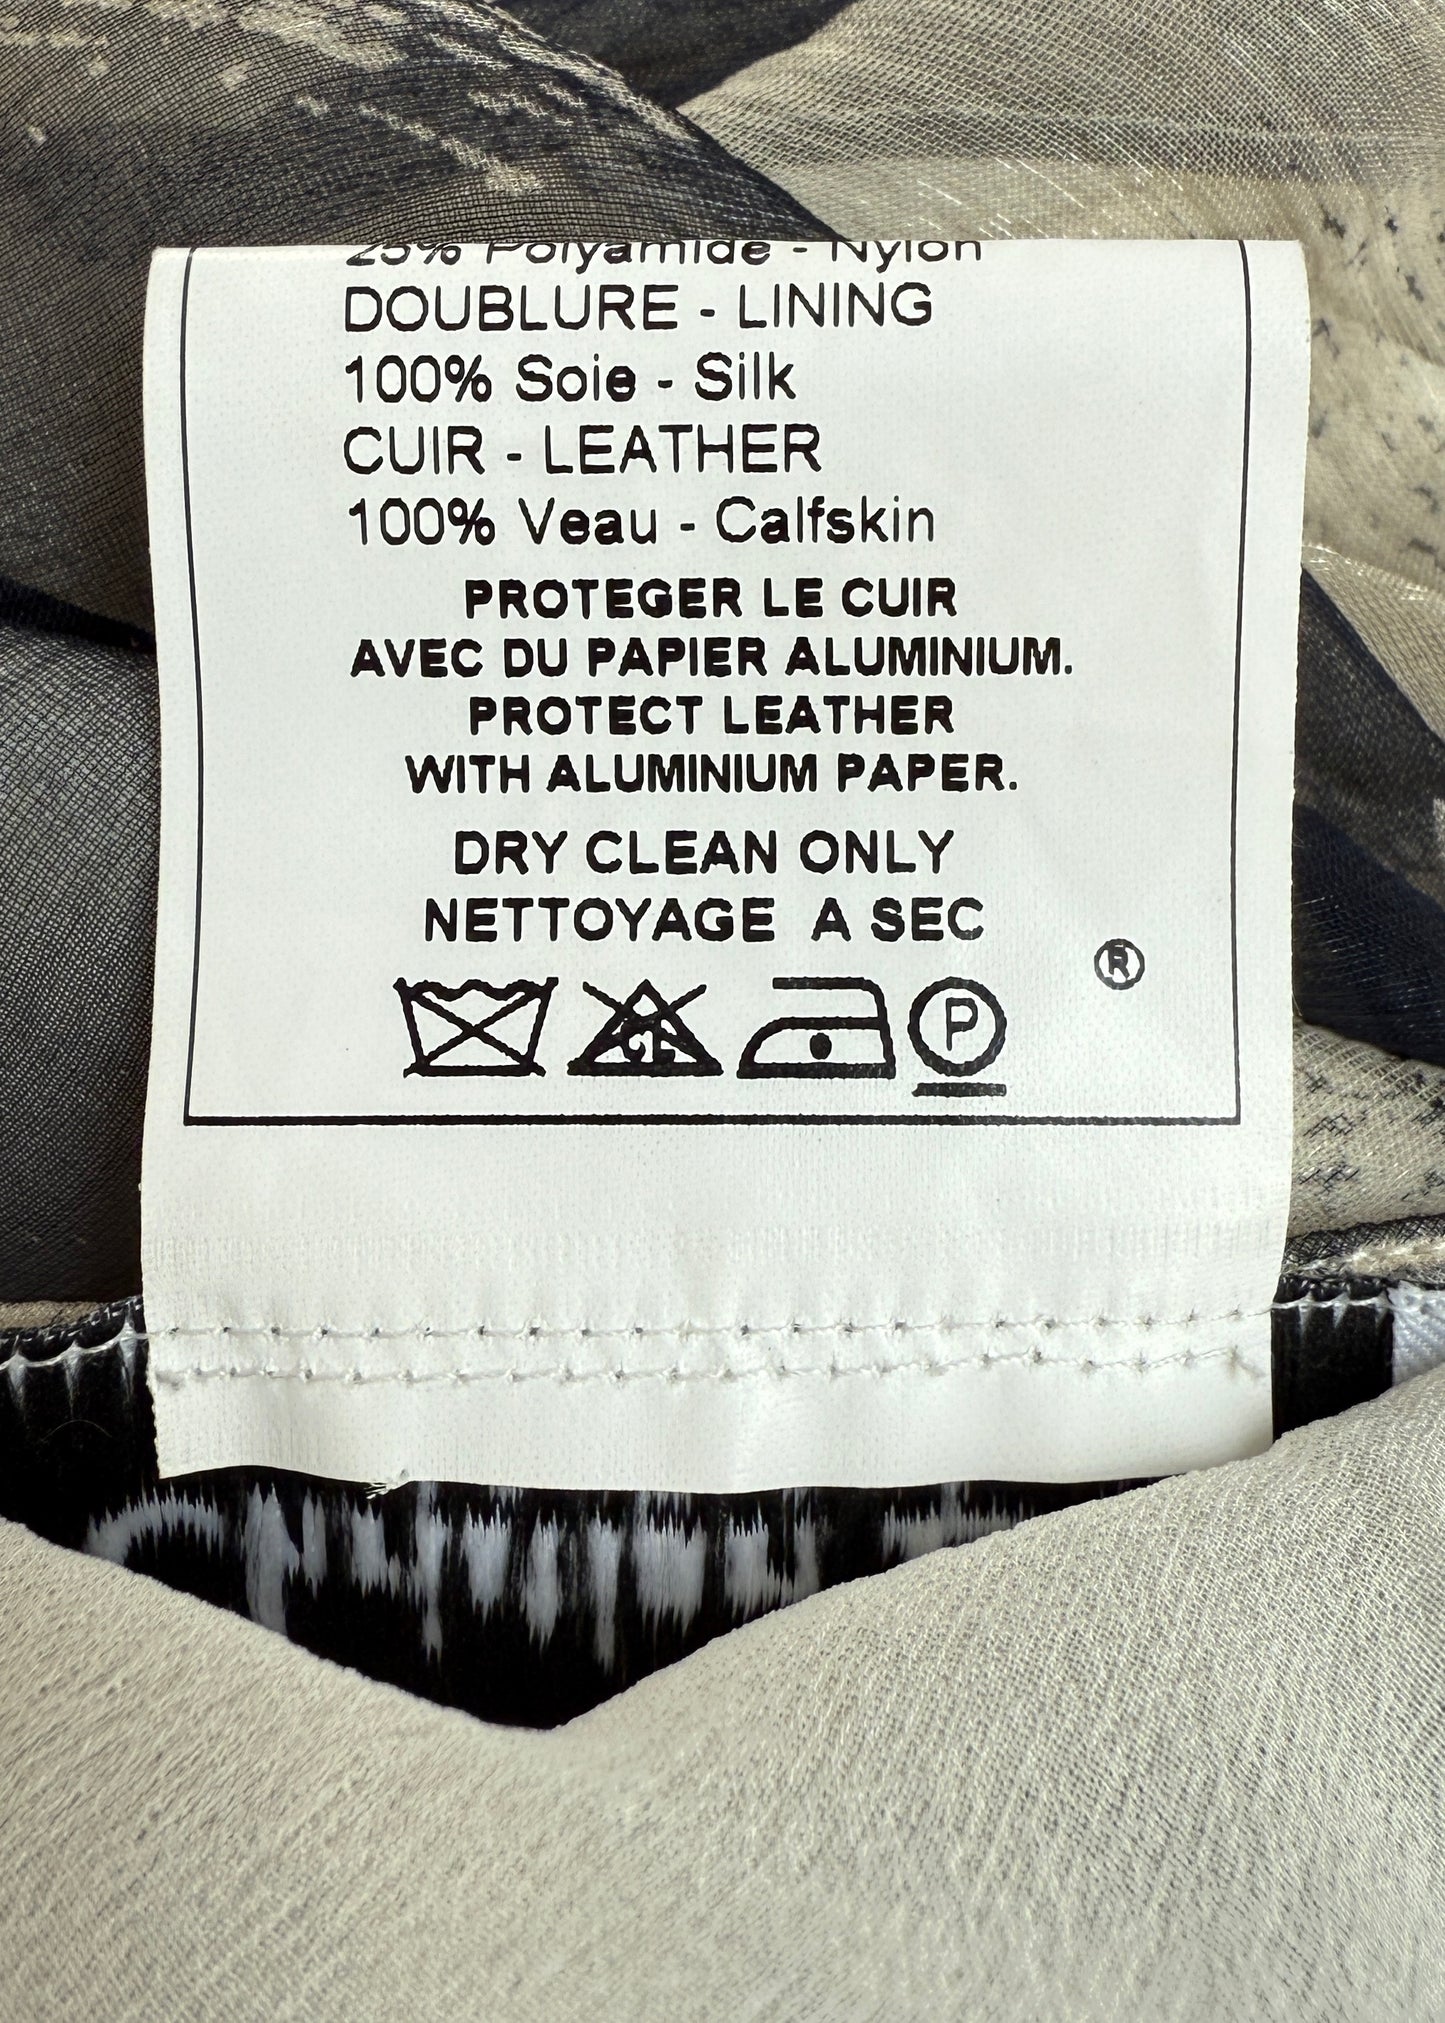 25% Polyamide - Nylon
DOUBLURE - LINING
100% Soie - Silk
CUIR - LEATHER
100% Veau - Calfskin
PROTEGER LE CUIR
AVEC DU PAPIER ALUMINIUM.
PROTECT LEATHER
WITH ALUMINIUM PAPER.
DRY CLEAN ONLY
NETTOYAGE A SEC
®
CL P